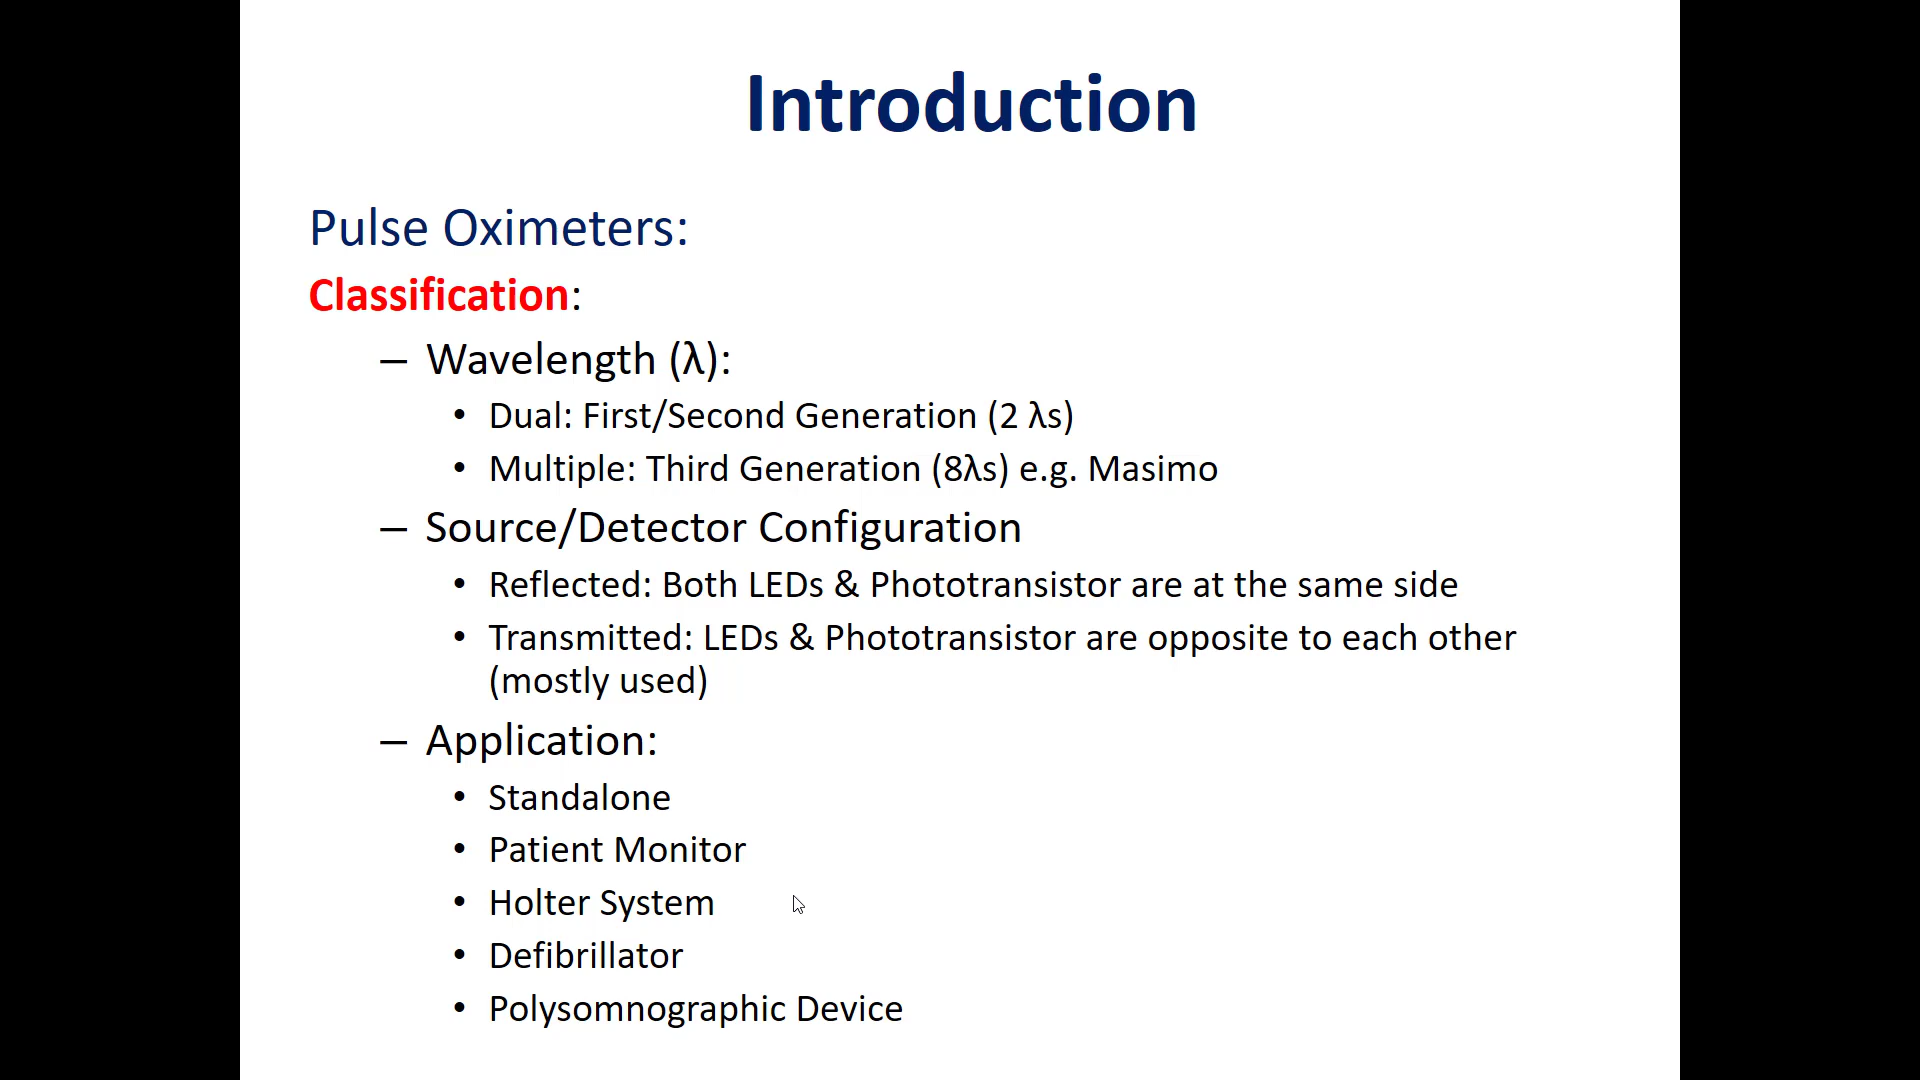 Introduction
Pulse Oximeters:
Classification:
– Wavelength (λ):
• Dual: First/Second Generation (2 λs)
• Multiple: Third Generation (8λs) e.g. Masimo
– Source/Detector Configuration
• Reflected: Both LEDs & Phototransistor are at the same side
• Transmitted: LEDs & Phototransistor are opposite to each other
(mostly used)
– Application:
• Standalone
• Patient Monitor
• Holter System
• Defibrillator
• Polysomnographic Device